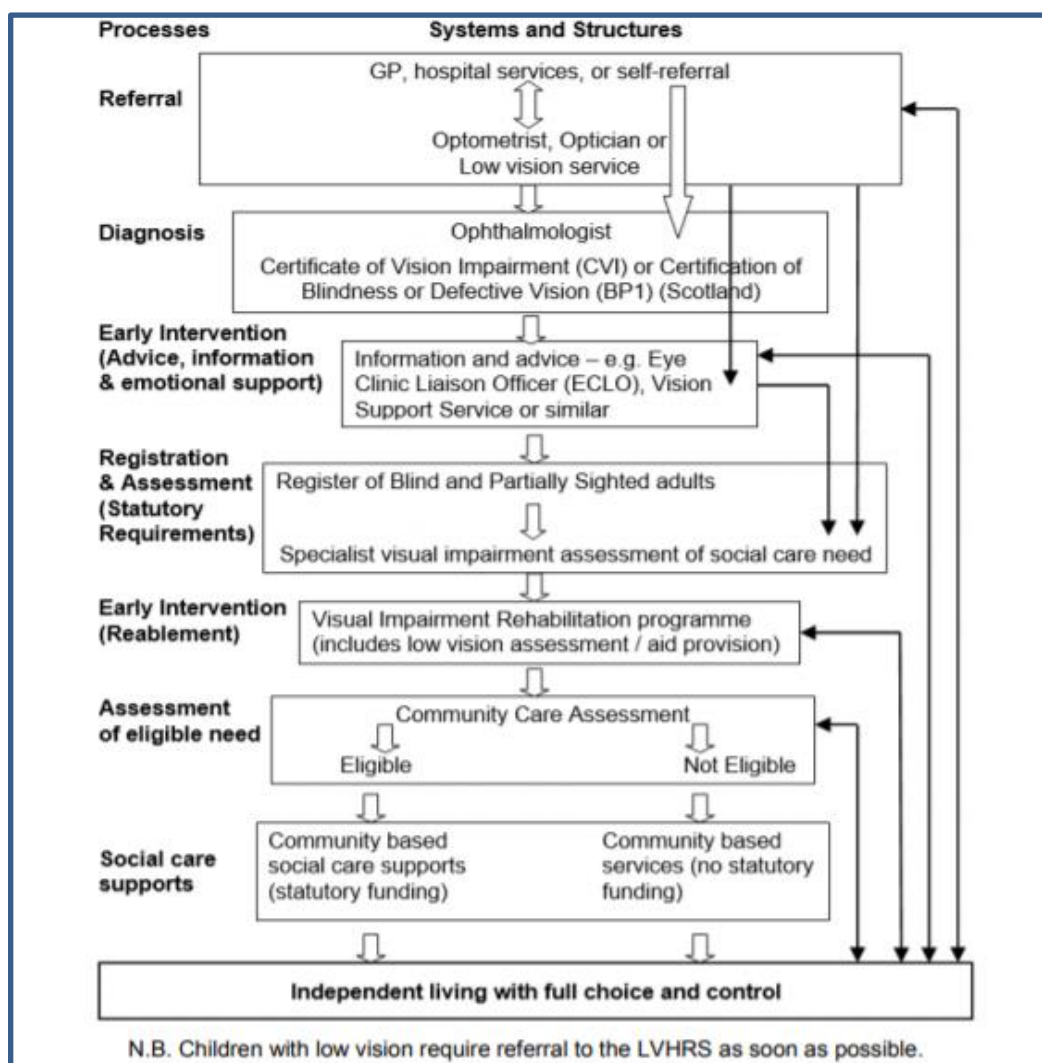 Processes
Systems and Structures
Referral
GP, hospital services, or self-referral
Optometrist, Optician or
Low vision service
Diagnosis
Ophthalmologist
Certificate of Vision Impairment (CVI) or Certification of
Blindness or Defective Vision (BP1) (Scotland)
Early Intervention
(Advice, information
& emotional support)
Information and advice – e.g. Eye
Clinic Liaison Officer (ECLO), Vision
Support Service or similar
Registration
& Assessment
(Statutory
Requirements)
Register of Blind and Partially Sighted adults
Specialist visual impairment assessment of social care need
Early Intervention
(Reablement)
Visual Impairment Rehabilitation programme
(includes low vision assessment / aid provision)
Assessment
of eligible need
Community Care Assessment
Eligible
Not Eligible
Social care
supports
Community based
social care supports
(statutory funding)
Community based
services (no statutory
funding)
Independent living with full choice and control
N.B. Children with low vision require referral to the LVHRS as soon as possible.